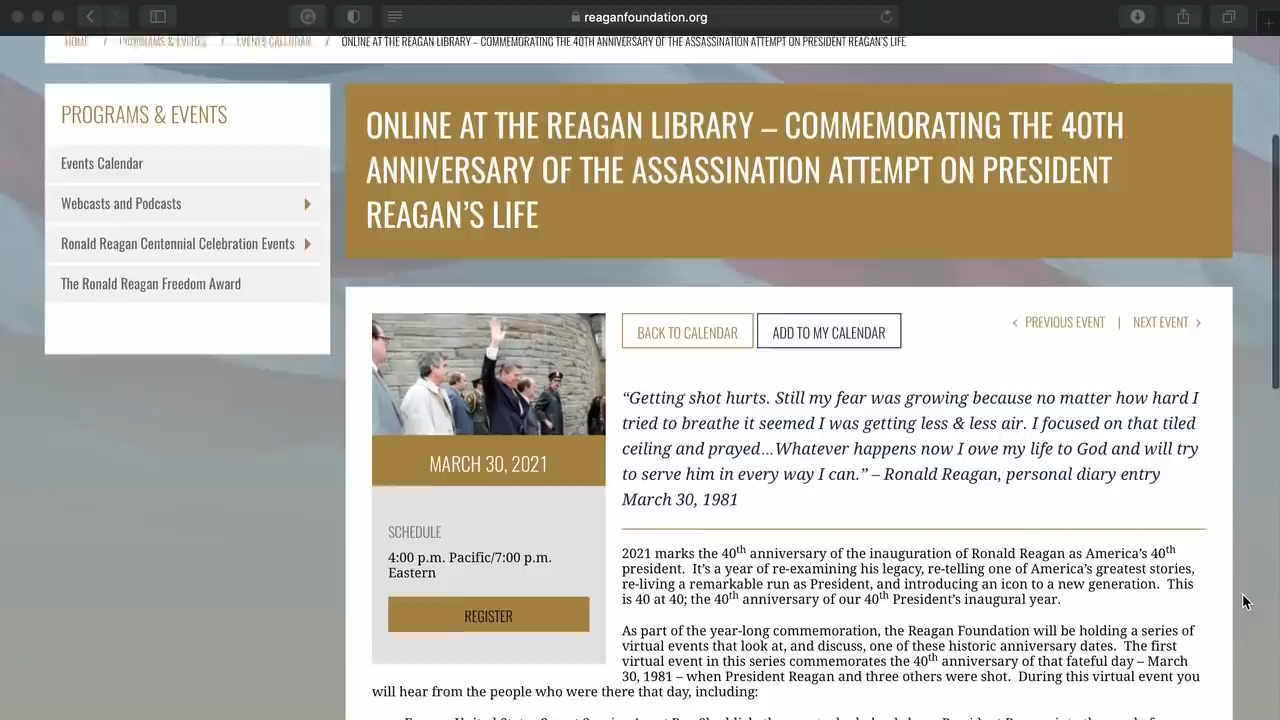 reaganfoundation.org
HOME / PROGRAMS & EVENTS / EVENTS CALENDAR / ONLINE AT THE REAGAN LIBRARY – COMMEMORATING THE 40TH ANNIVERSARY OF THE ASSASSINATION ATTEMPT ON PRESIDENT REAGAN'S LIFE
PROGRAMS & EVENTS
Events Calendar
Webcasts and Podcasts
Ronald Reagan Centennial Celebration Events
The Ronald Reagan Freedom Award
ONLINE AT THE REAGAN LIBRARY – COMMEMORATING THE 40TH
ANNIVERSARY OF THE ASSASSINATION ATTEMPT ON PRESIDENT
REAGAN'S LIFE
MARCH 30, 2021
SCHEDULE
4:00 p.m. Pacific/7:00 p.m.
Eastern
REGISTER
BACK TO CALENDAR
ADD TO MY CALENDAR
‹ PREVIOUS EVENT | NEXT EVENT ›
“Getting shot hurts. Still my fear was growing because no matter how hard I
tried to breathe it seemed I was getting less & less air. I focused on that tiled
ceiling and prayed…Whatever happens now I owe my life to God and will try
to serve him in every way I can.” – Ronald Reagan, personal diary entry
March 30, 1981
2021 marks the 40th anniversary of the inauguration of Ronald Reagan as America’s 40th
president. It’s a year of re-examining his legacy, re-telling one of America’s greatest stories,
re-living a remarkable run as President, and introducing an icon to a new generation. This
is 40 at 40; the 40th anniversary of our 40th President’s inaugural year.
As part of the year-long commemoration, the Reagan Foundation will be holding a series of
virtual events that look at, and discuss, one of these historic anniversary dates. The first
virtual event in this series commemorates the 40th anniversary of that fateful day – March
30, 1981 – when President Reagan and three others were shot. During this virtual event you
will hear from the people who were there that day, including: